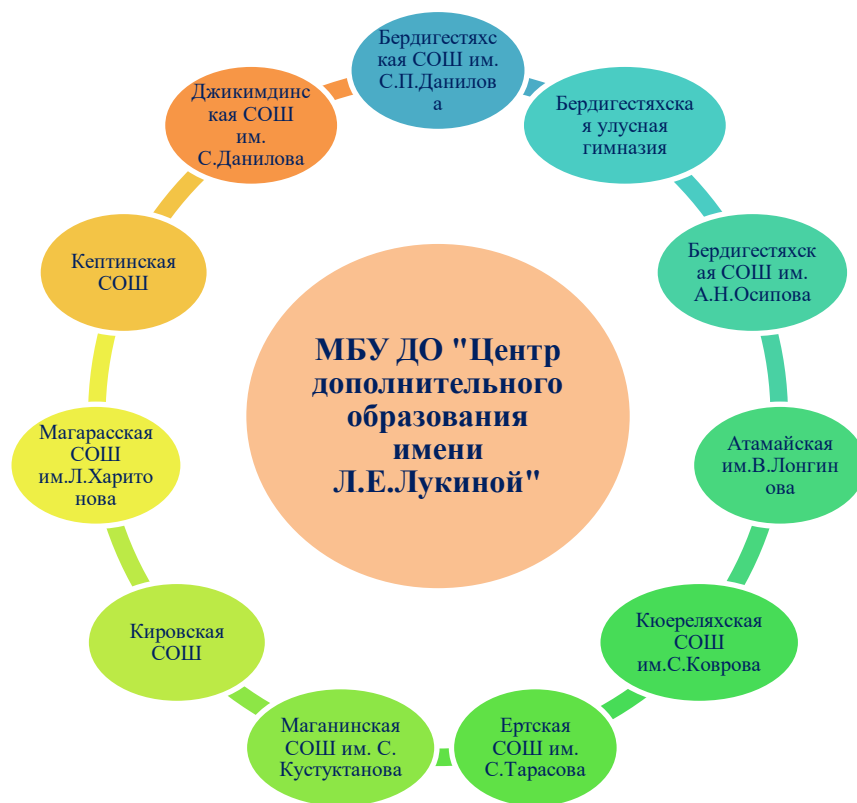 Бердигестяхс
кая СОШ им.
С.П.Данилов
а
Бердигестяхска
я улусная
гимназия
Бердигестяхск
ая СОШ им.
А.Н.Осипова
Атамайская
им.В.Лонгин
ова
Кюереляхская
СОШ
им.С.Коврова
Ертская
СОШ им.
С.Тарасова
Маганинская
СОШ им. С.
Кустуктанова
Кировская
СОШ
Магарасская
СОШ
им.Л.Харито
нова
Кептинская
СОШ
Джикимдинс
кая СОШ
им.
С.Данилова
МБУ ДО "Центр
дополнительного
образования
имени
Л.Е.Лукиной"